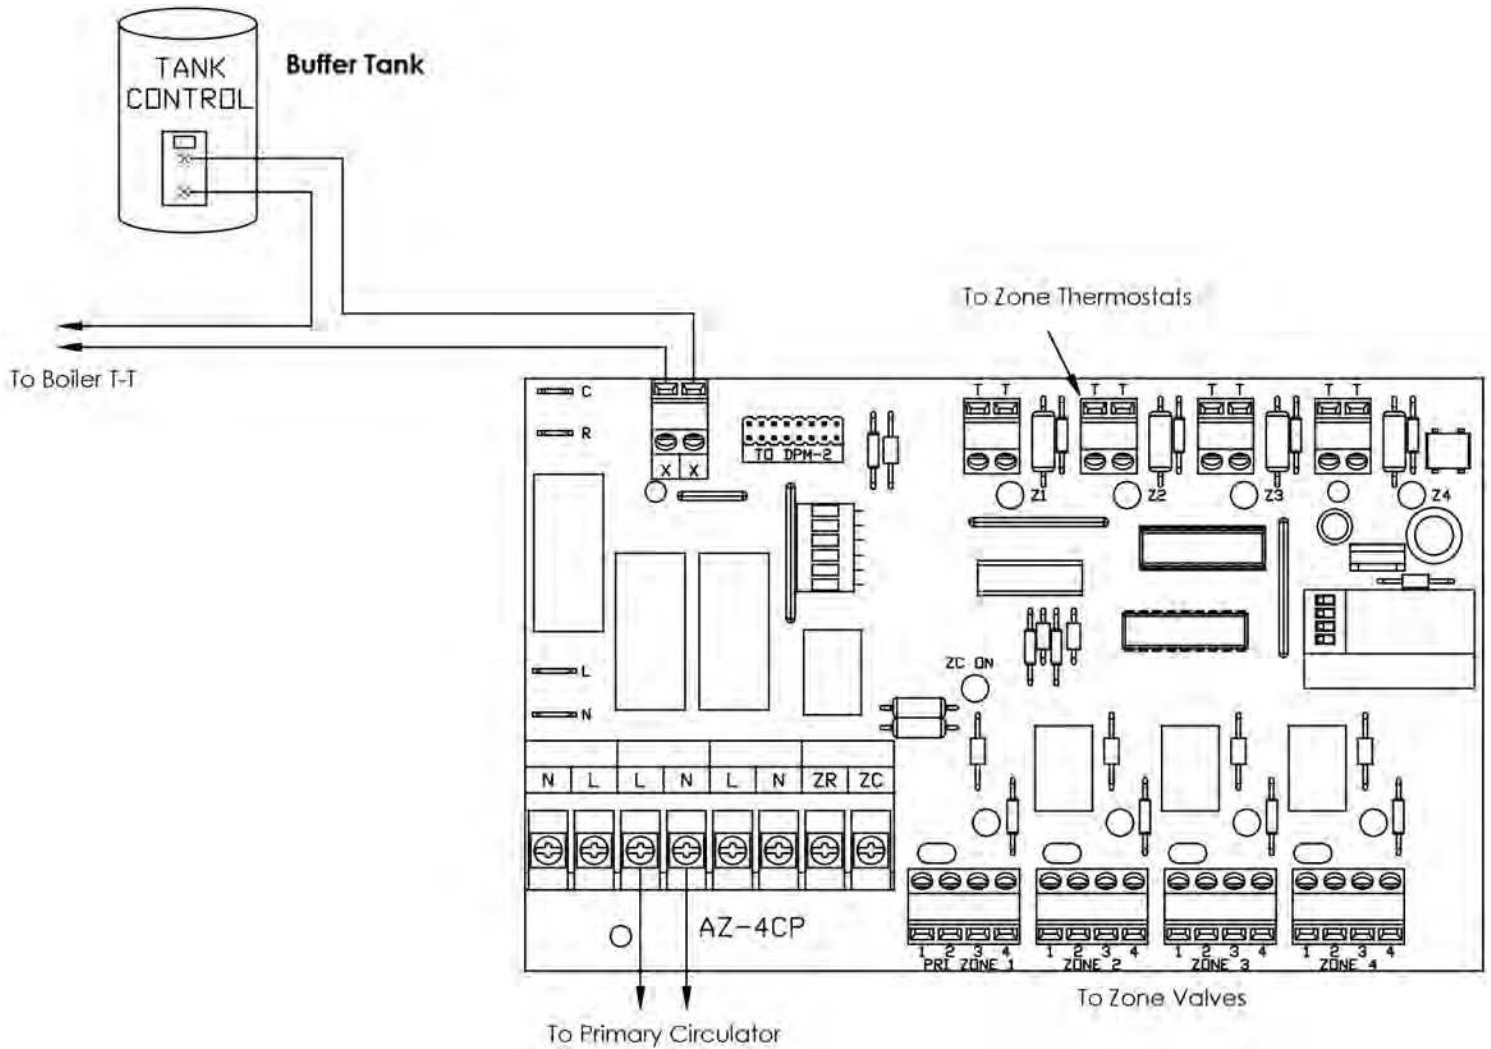 TANK
CONTROL
Buffer Tank
To Zone Thermostats
To Boiler T-T
C
R
X X
TO DPM-2
T T T T T T T T
Z1 Z2 Z3 Z4
ZC ON
L
N
N L L N L N ZR ZC
AZ-4CP
1 2 3 4 1 2 3 4 1 2 3 4 1 2 3 4
PRI ZONE 1 ZONE 2 ZONE 3 ZONE 4
To Zone Valves
To Primary Circulator